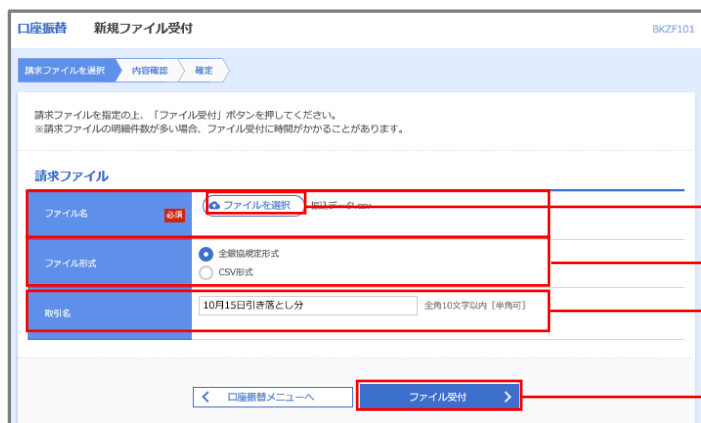 口座振替 新規ファイル受付 BKZF101
請求ファイルを選択 内容確認 確定
請求ファイルを指定の上、「ファイル受付」ボタンを押してください。
※請求ファイルの明細件数が多い場合、ファイル受付に時間がかかることがあります。
請求ファイル
ファイル名 必須 ファイルを選択 振込データ.csv
ファイル形式 全銀協規定形式
CSV形式
取引名 10月15日引き落とし分 全角10文字以内 [半角可]
口座振替メニューへ ファイル受付